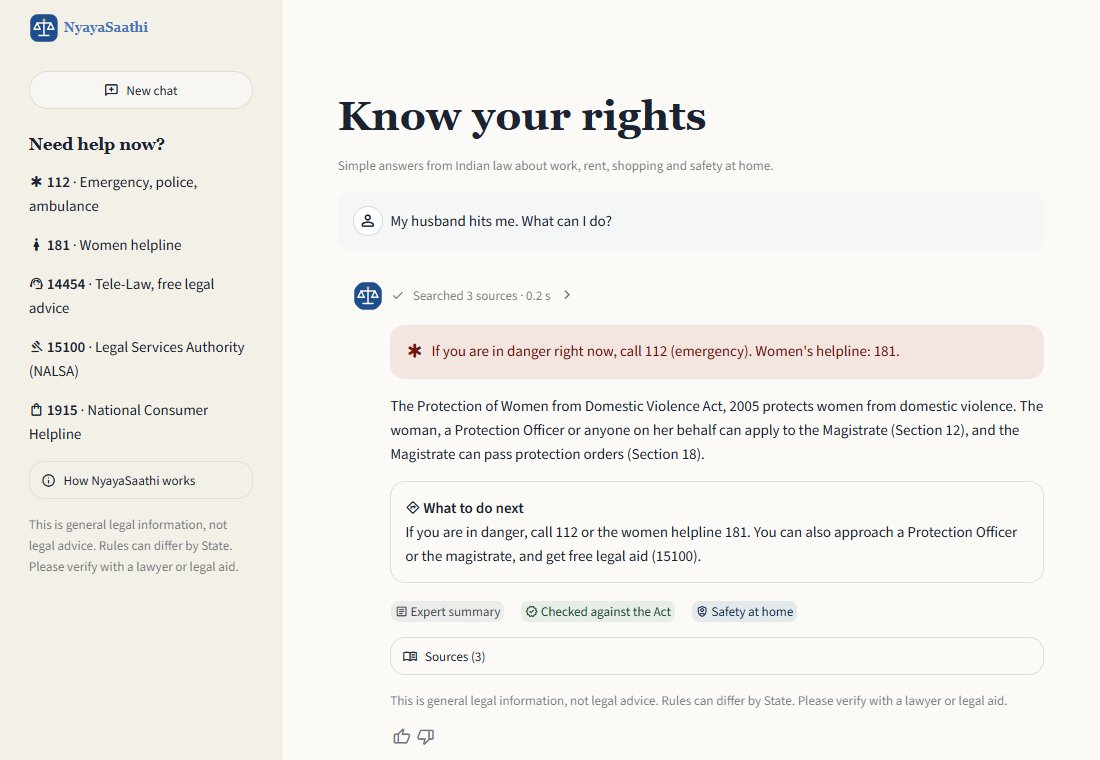 NyayaSaathi
New chat
Need help now?
112 · Emergency, police,
ambulance
181 · Women helpline
14454 · Tele-Law, free legal
advice
15100 · Legal Services Authority
(NALSA)
1915 · National Consumer
Helpline
How NyayaSaathi works
This is general legal information, not
legal advice. Rules can differ by State.
Please verify with a lawyer or legal aid.
Know your rights
Simple answers from Indian law about work, rent, shopping and safety at home.
My husband hits me. What can I do?
Searched 3 sources · 0.2 s
If you are in danger right now, call 112 (emergency). Women's helpline: 181.
The Protection of Women from Domestic Violence Act, 2005 protects women from domestic violence. The
woman, a Protection Officer or anyone on her behalf can apply to the Magistrate (Section 12), and the
Magistrate can pass protection orders (Section 18).
What to do next
If you are in danger, call 112 or the women helpline 181. You can also approach a Protection Officer
or the magistrate, and get free legal aid (15100).
Expert summary Checked against the Act Safety at home
Sources (3)
This is general legal information, not legal advice. Rules can differ by State. Please verify with a lawyer or legal aid.